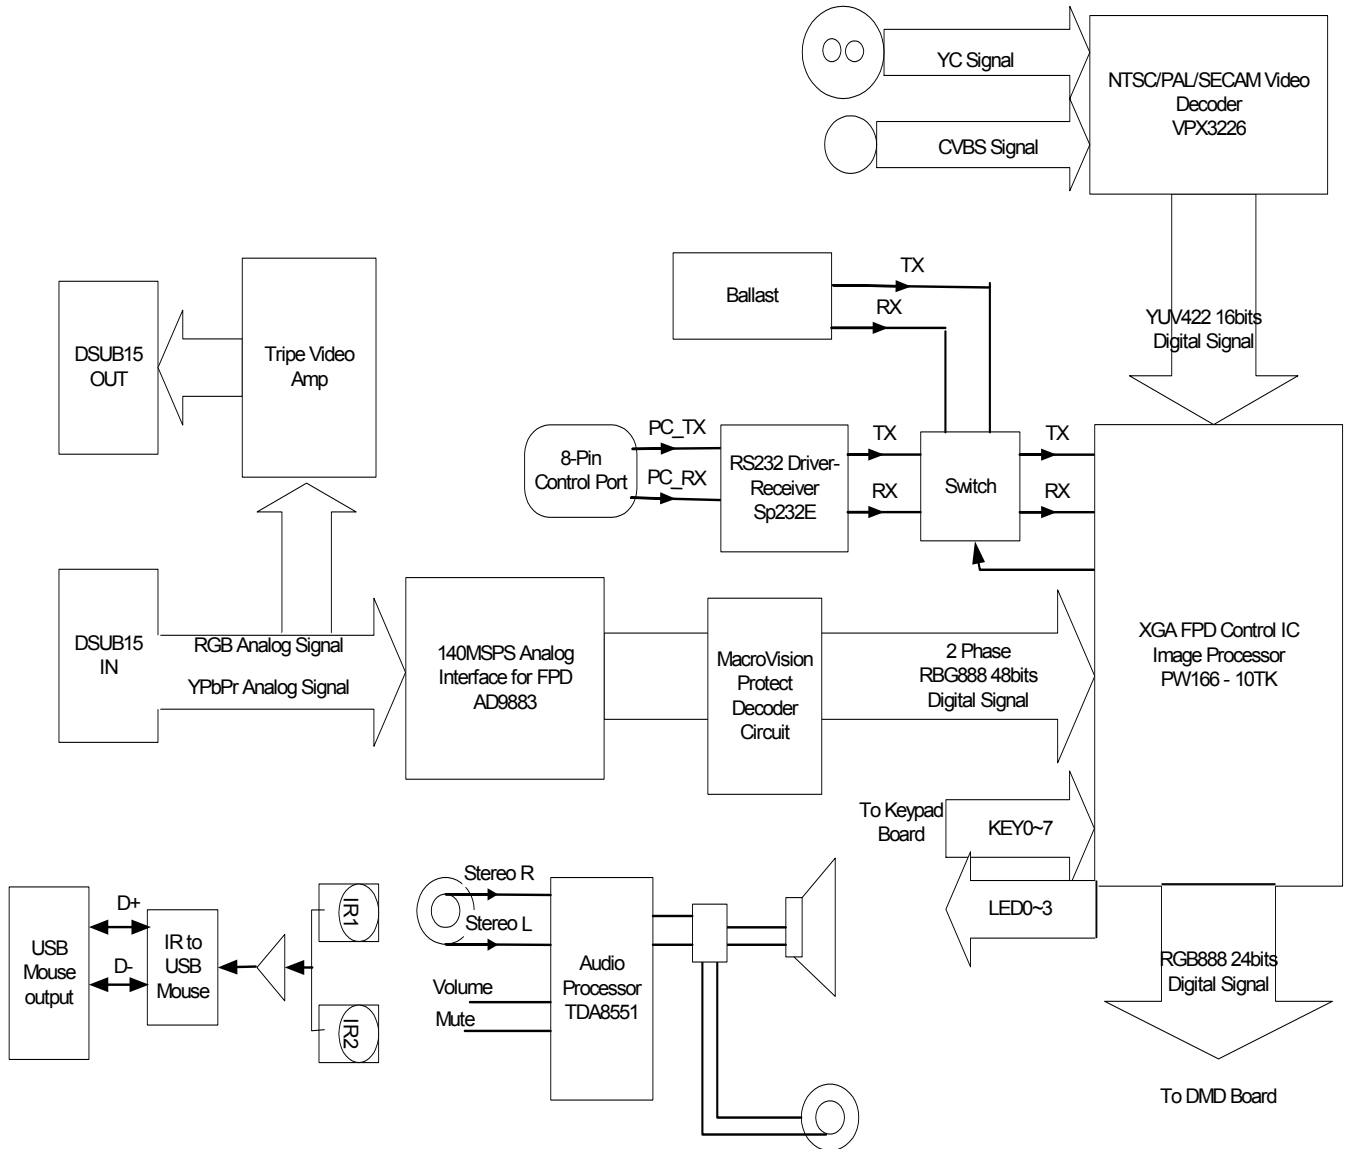 YC Signal
NTSC/PAL/SECAM Video
Decoder
VPX3226
CVBS Signal
TX
Ballast
RX
YUV422 16bits
Digital Signal
DSUB15
OUT
Tripe Video
Amp
PC_TX
TX
TX
8-Pin
Control Port
RS232 Driver-
Receiver
Sp232E
Switch
PC_RX
RX
RX
DSUB15
IN
RGB Analog Signal
YPbPr Analog Signal
140MSPS Analog
Interface for FPD
AD9883
MacroVision
Protect
Decoder
Circuit
2 Phase
RBG888 48bits
Digital Signal
XGA FPD Control IC
Image Processor
PW166 - 10TK
To Keypad
Board
KEY0~7
LED0~3
USB
Mouse
output
D+
D-
IR to
USB
Mouse
IR1
IR2
Stereo R
Stereo L
Volume
Mute
Audio
Processor
TDA8551
RGB888 24bits
Digital Signal
To DMD Board